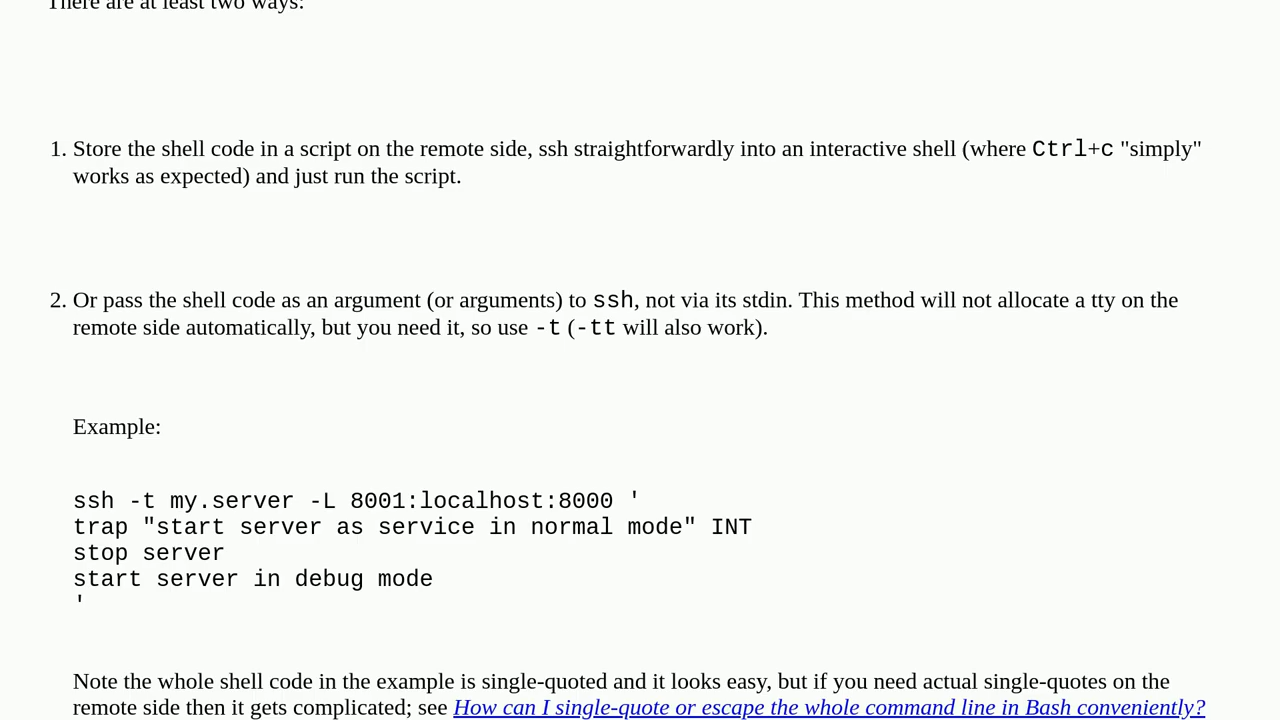 There are at least two ways:
1. Store the shell code in a script on the remote side, ssh straightforwardly into an interactive shell (where Ctrl+c "simply"
works as expected) and just run the script.
2. Or pass the shell code as an argument (or arguments) to ssh, not via its stdin. This method will not allocate a tty on the
remote side automatically, but you need it, so use -t (-tt will also work).
Example:
ssh -t my.server -L 8001:localhost:8000 '
trap "start server as service in normal mode" INT
stop server
start server in debug mode
'
Note the whole shell code in the example is single-quoted and it looks easy, but if you need actual single-quotes on the
remote side then it gets complicated; see How can I single-quote or escape the whole command line in Bash conveniently?